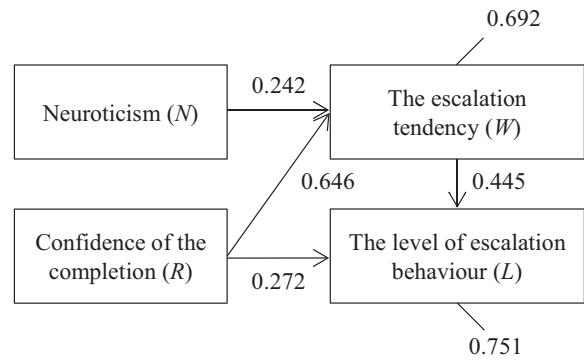 0.692
Neuroticism (N)
0.242
The escalation
tendency (W)
0.646
0.445
Confidence of the
completion (R)
0.272
The level of escalation
behaviour (L)
0.751